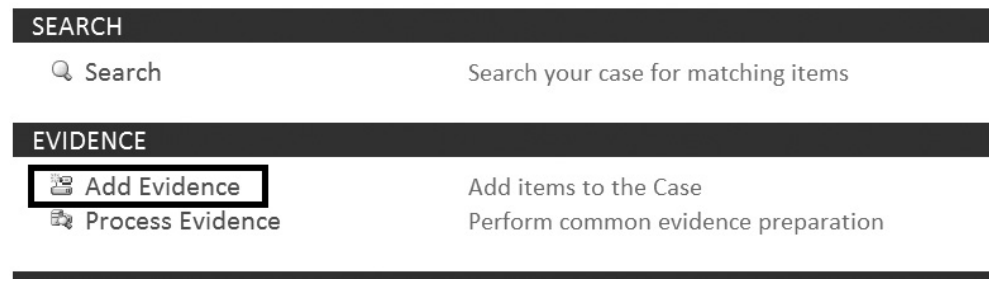 SEARCH
Search Search your case for matching items
EVIDENCE
Add Evidence Add items to the Case
Process Evidence Perform common evidence preparation